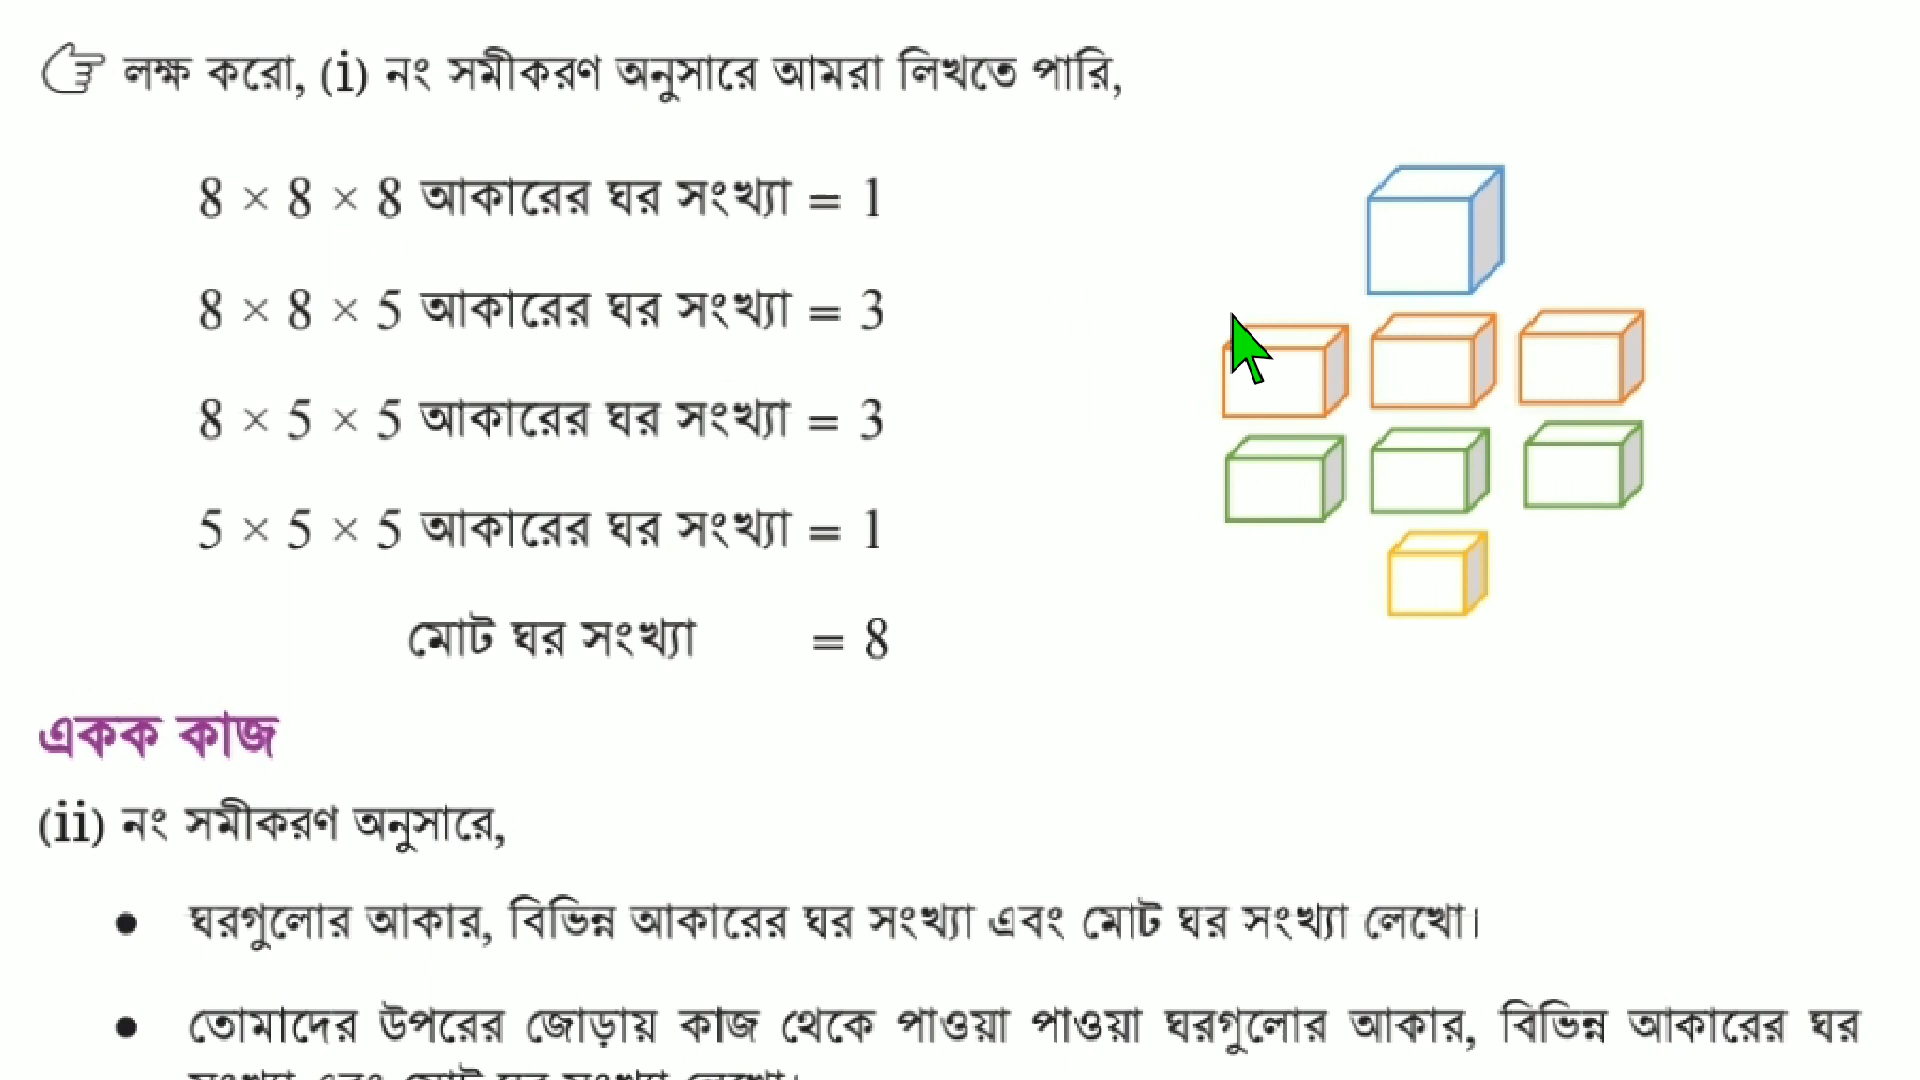 লক্ষ করো, (i) নং সমীকরণ অনুসারে আমরা লিখতে পারি,
8 × 8 × 8 আকারের ঘর সংখ্যা = 1
8 × 8 × 5 আকারের ঘর সংখ্যা = 3
8 × 5 × 5 আকারের ঘর সংখ্যা = 3
5 × 5 × 5 আকারের ঘর সংখ্যা = 1
মোট ঘর সংখ্যা = 8
একক কাজ
(ii) নং সমীকরণ অনুসারে,
● ঘরগুলোর আকার, বিভিন্ন আকারের ঘর সংখ্যা এবং মোট ঘর সংখ্যা লেখো।
● তোমাদের উপরের জোড়ায় কাজ থেকে পাওয়া পাওয়া ঘরগুলোর আকার, বিভিন্ন আকারের ঘর